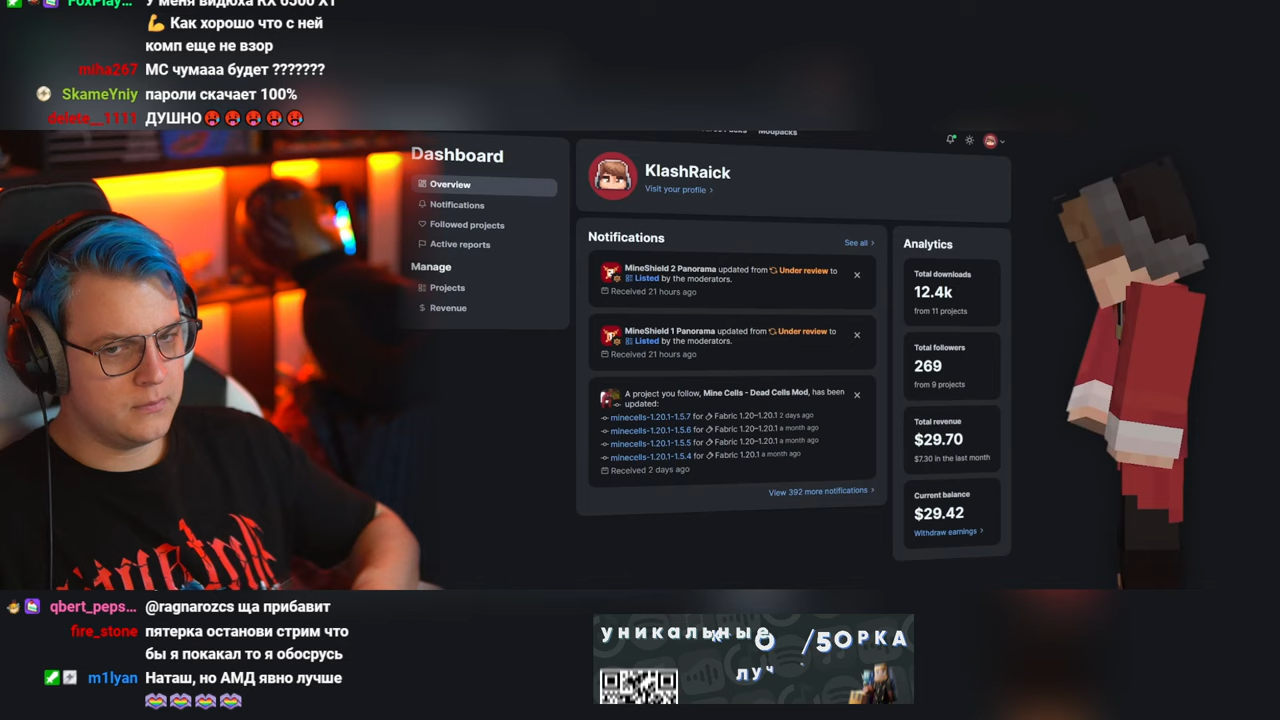 FoxPlay... У меня видюха RX 6500 XT
Как хорошо что с ней
комп еще не взор
miha267 МС чумааа будет ???????
SkameYniy пароли скачает 100%
ДУШНО
Modpacks
Dashboard
Overview
Notifications
Followed projects
Active reports
Manage
Projects
Revenue
KlashRaick
Visit your profile
Notifications
See all
MineShield 2 Panorama updated from Under review to
Listed by the moderators.
Received 21 hours ago
MineShield 1 Panorama updated from Under review to
Listed by the moderators.
Received 21 hours ago
A project you follow, Mine Cells - Dead Cells Mod, has been
updated:
minecells-1.20.1-1.5.7 for Fabric 1.20–1.20.1 2 days ago
minecells-1.20.1-1.5.6 for Fabric 1.20–1.20.1 a month ago
minecells-1.20.1-1.5.5 for Fabric 1.20–1.20.1 a month ago
minecells-1.20.1-1.5.4 for Fabric 1.20.1 a month ago
Received 2 days ago
View 392 more notifications
Analytics
Total downloads
12.4k
from 11 projects
Total followers
269
from 9 projects
Total revenue
$29.70
$7.30 in the last month
Current balance
$29.42
Withdraw earnings
qbert_peps... @ragnarozcs ща прибавит
fire_stone пятерка останови стрим что
бы я покакал то я обосрусь
m1lyan Наташ, но АМД явно лучше
уникальные
/5ОРКА